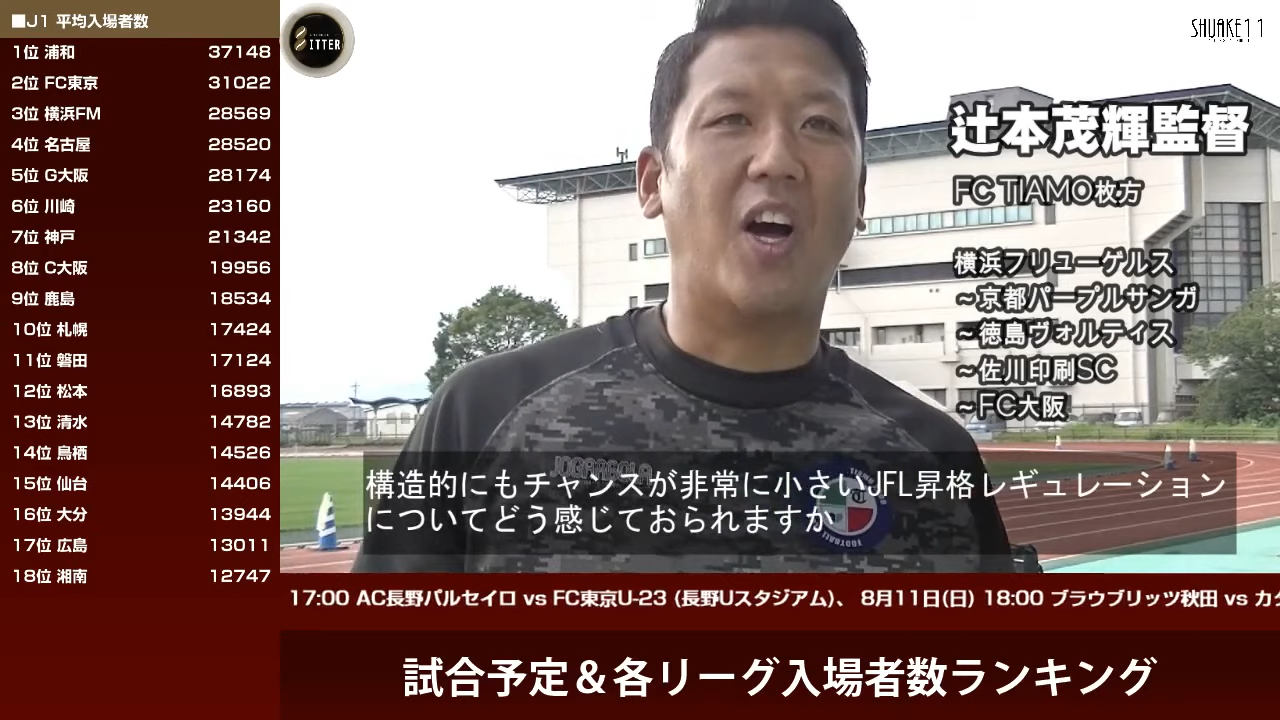 ■J1 平均入場者数
1位 浦和 37148
2位 FC東京 31022
3位 横浜FM 28569
4位 名古屋 28520
5位 G大阪 28174
6位 川崎 23160
7位 神戸 21342
8位 C大阪 19956
9位 鹿島 18534
10位 札幌 17424
11位 磐田 17124
12位 松本 16893
13位 清水 14782
14位 鳥栖 14526
15位 仙台 14406
16位 大分 13944
17位 広島 13011
18位 湘南 12747
ITTER
SHUAKE11
辻本茂輝監督
FC TIAMO枚方
横浜フリューゲルス
~京都パープルサンガ
~徳島ヴォルティス
~佐川印刷SC
~FC大阪
JOGARBOLA
構造的にもチャンスが非常に小さいJFL昇格レギュレーション
についてどう感じておられますか
FOOTBALL
17:00 AC長野パルセイロ vs FC東京U-23 (長野Uスタジアム)、 8月11日(日) 18:00 ブラウブリッツ秋田 vs カタ
試合予定＆各リーグ入場者数ランキング